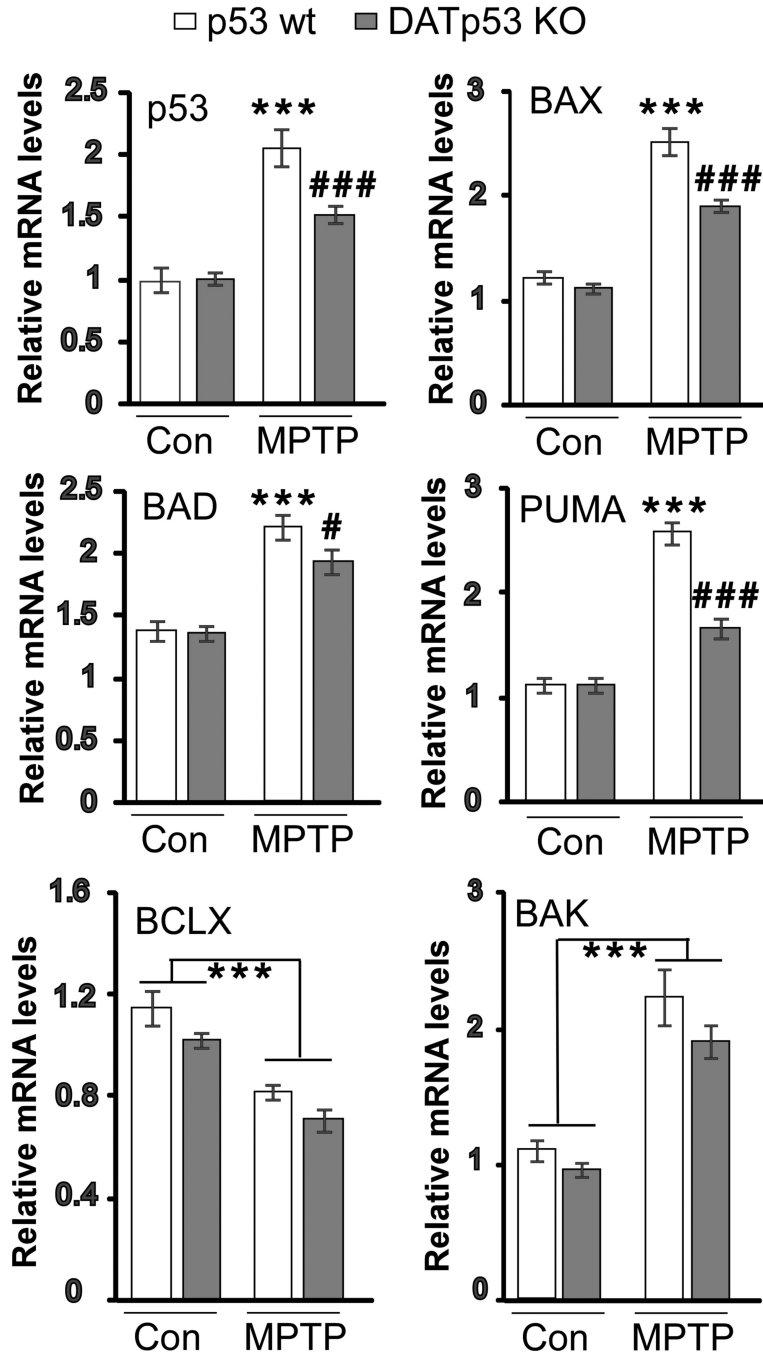 p53 wt DATp53 KO
Relative mRNA levels
2.5
2
1.5
1
0.5
0
p53
***
###
Con MPTP
Relative mRNA levels
3
2
1
0
BAX
***
###
Con MPTP
Relative mRNA levels
2.5
2
1.5
1
0.5
0
BAD
***
#
Con MPTP
Relative mRNA levels
3
2
1
0
PUMA
***
###
Con MPTP
Relative mRNA levels
1.6
1.2
0.8
0.4
0
BCLX
***
Con MPTP
Relative mRNA levels
3
2
1
0
BAK
***
Con MPTP